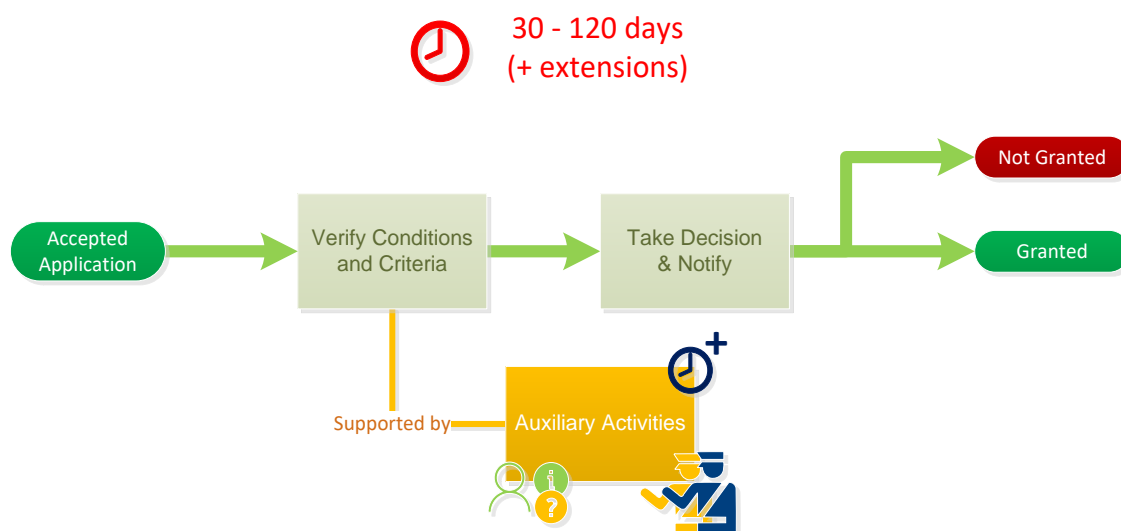 30 - 120 days
(+ extensions)
Not Granted
Accepted
Application
Verify Conditions
and Criteria
Take Decision
& Notify
Granted
Supported by
Auxiliary Activities
i
?